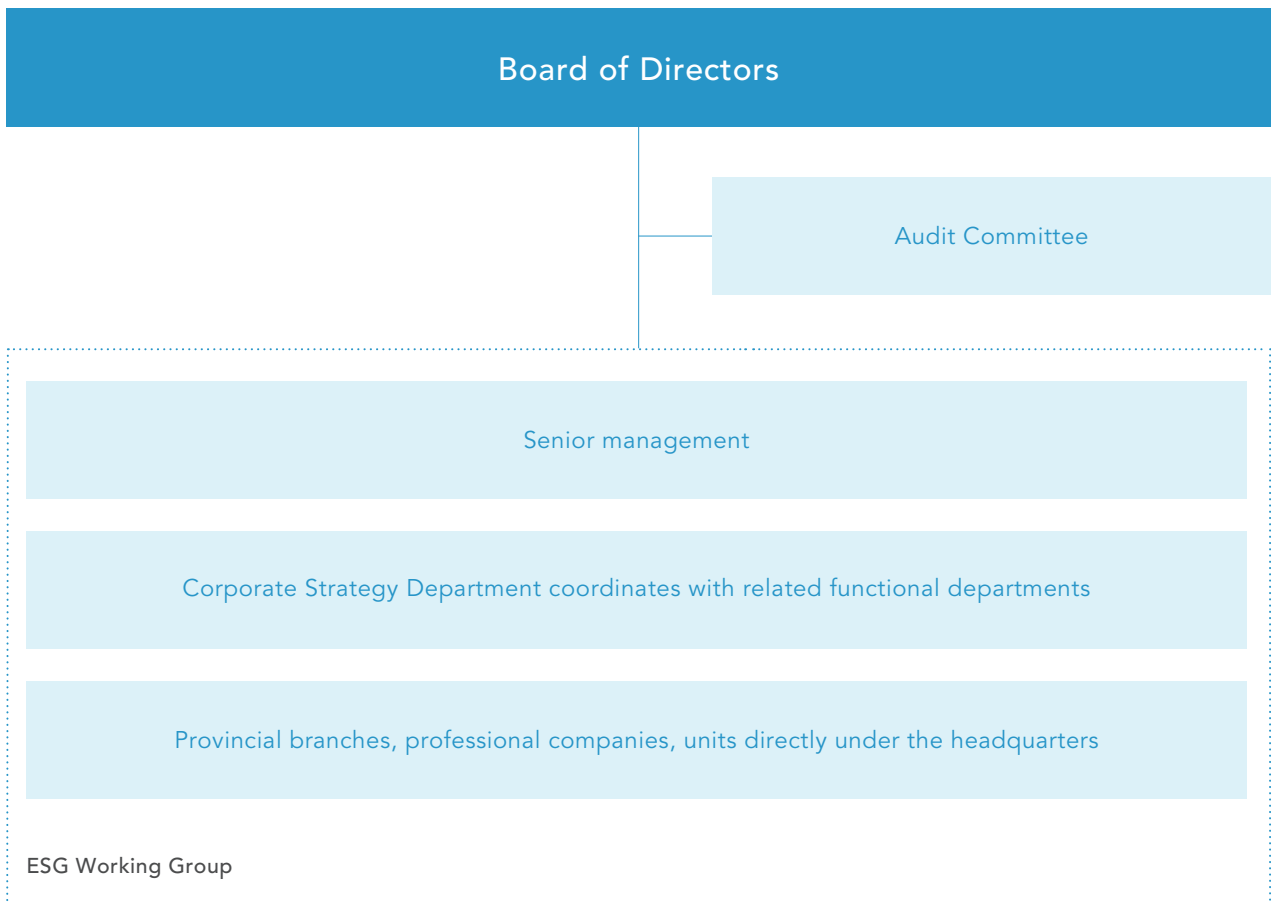 Board of Directors
Audit Committee
Senior management
Corporate Strategy Department coordinates with related functional departments
Provincial branches, professional companies, units directly under the headquarters
ESG Working Group